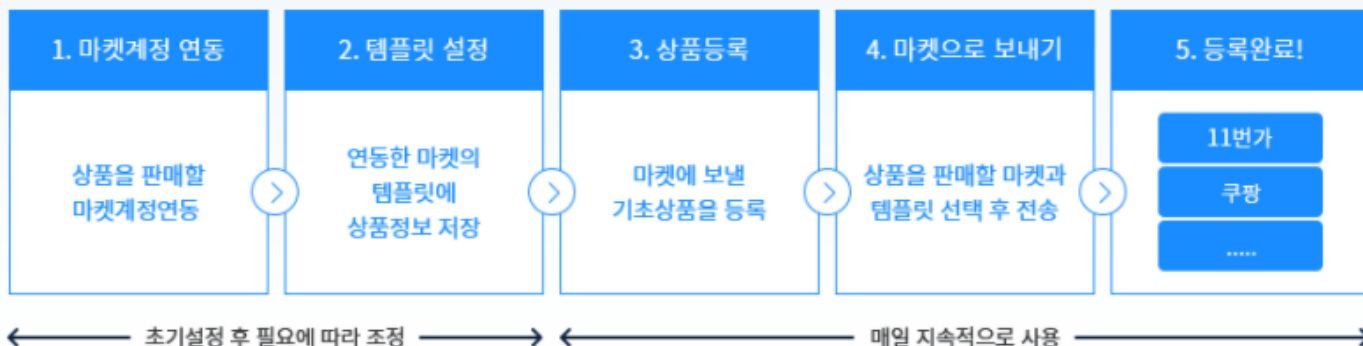 1. 마켓계정 연동
상품을 판매할
마켓계정연동
2. 템플릿 설정
연동한 마켓의
템플릿에
상품정보 저장
3. 상품등록
마켓에 보낼
기초상품을 등록
4. 마켓으로 보내기
상품을 판매할 마켓과
템플릿 선택 후 전송
5. 등록완료!
11번가
쿠팡
.....
초기설정 후 필요에 따라 조정
매일 지속적으로 사용